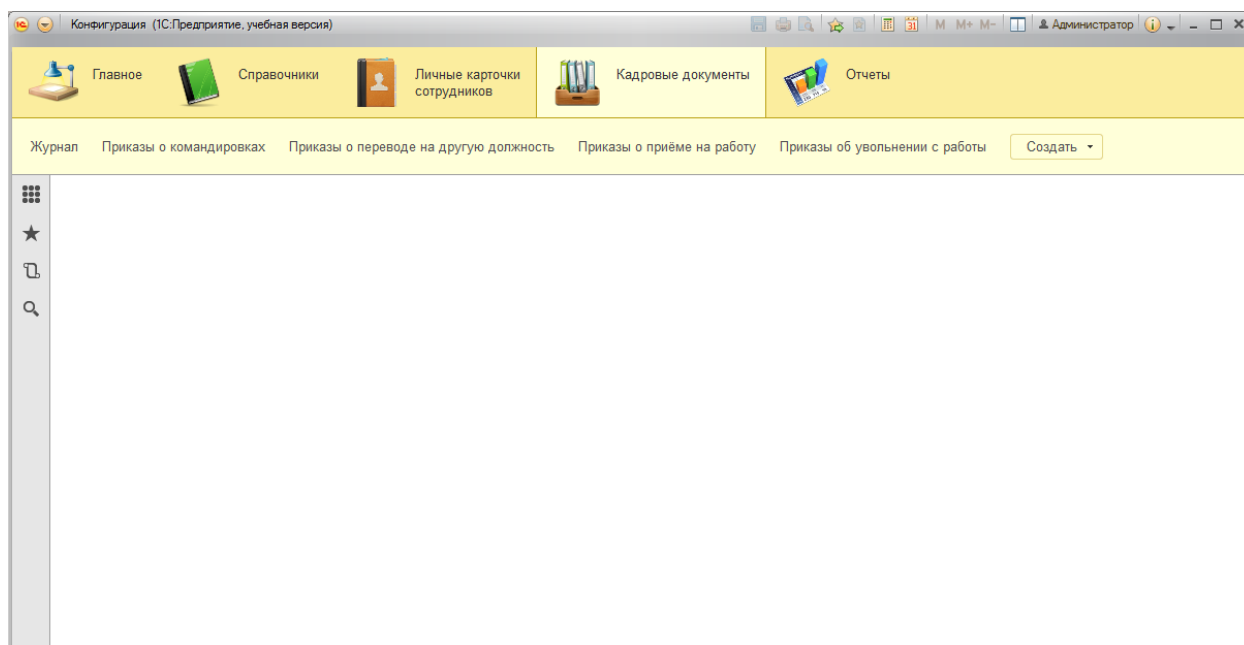 Конфигурация (1С:Предприятие, учебная версия)
M M+ M-
Администратор
Главное
Справочники
Личные карточки
сотрудников
Кадровые документы
Отчеты
Журнал Приказы о командировках Приказы о переводе на другую должность Приказы о приёме на работу Приказы об увольнении с работы Создать